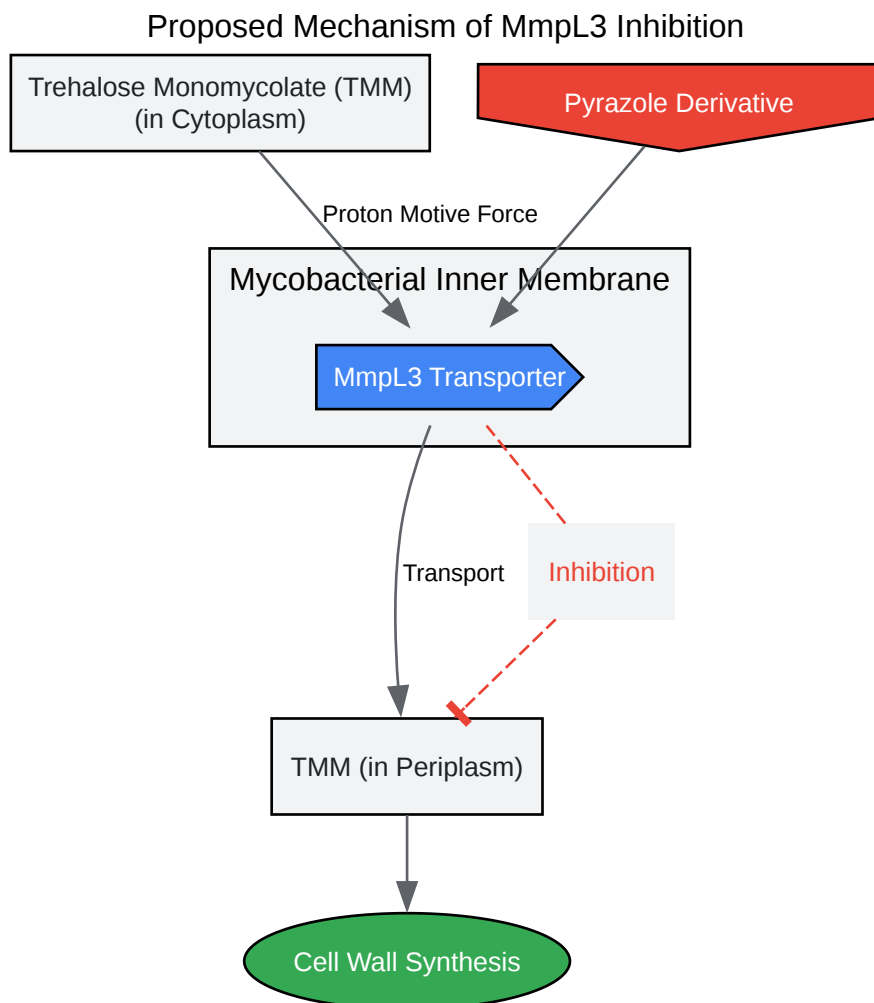 Proposed Mechanism of MmpL3 Inhibition
Trehalose Monomycolate (TMM)
(in Cytoplasm)
Pyrazole Derivative
Proton Motive Force
Mycobacterial Inner Membrane
MmpL3 Transporter
Transport
Inhibition
TMM (in Periplasm)
Cell Wall Synthesis